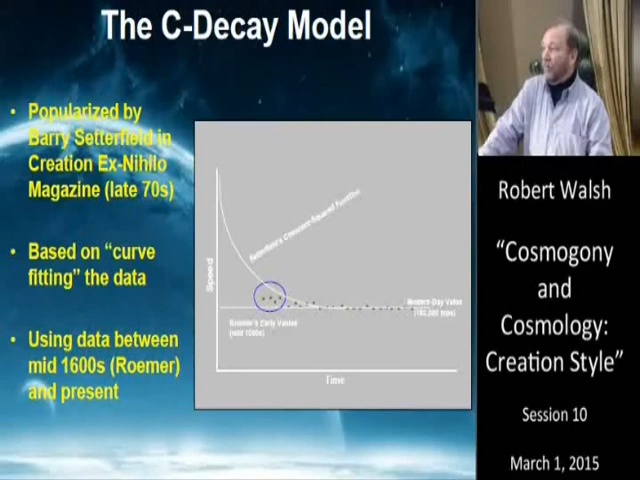 The C-Decay Model
• Popularized by
Barry Setterfield in
Creation Ex-Nihilo
Magazine (late 70s)
• Based on “curve
fitting” the data
• Using data between
mid 1600s (Roemer)
and present
Speed
Setterfield's Cosecant-Squared Function
Roemer's Early Values
(mid 1600s)
Modern-Day Value
Time
Robert Walsh
“Cosmogony
and
Cosmology:
Creation Style”
Session 10
March 1, 2015